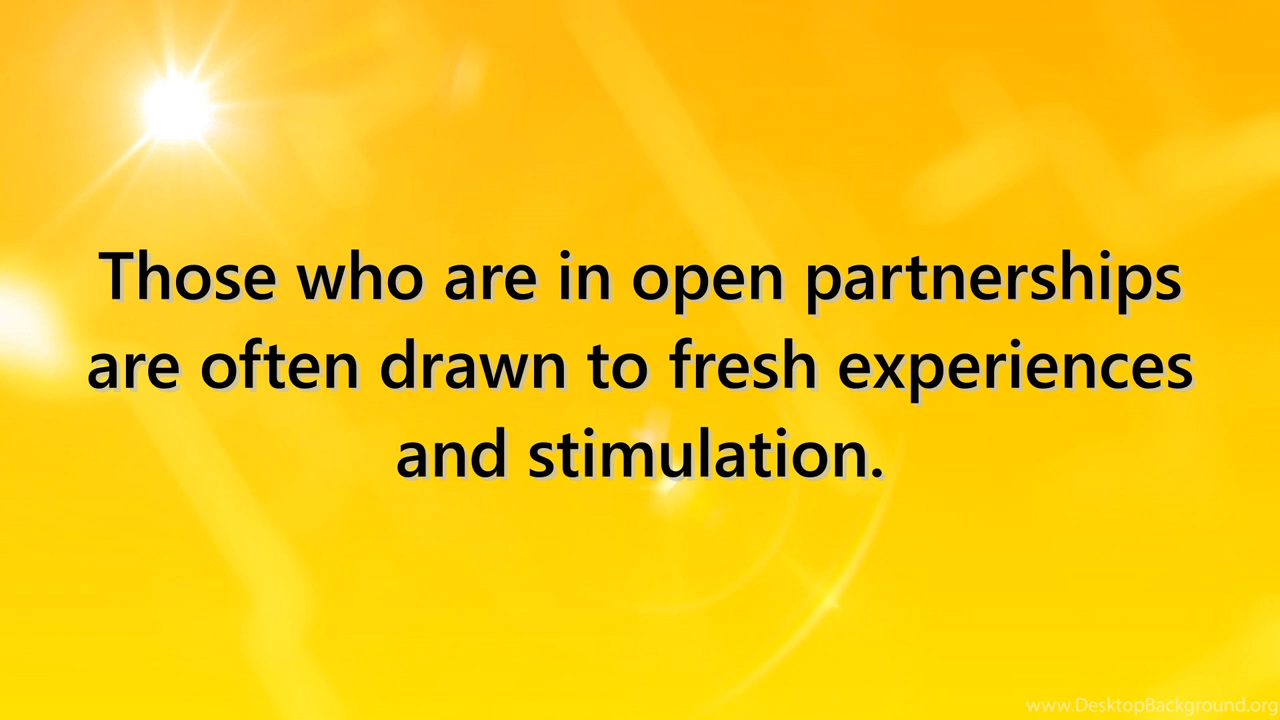 Those who are in open partnerships
are often drawn to fresh experiences
and stimulation.
www.DesktopBackground.org